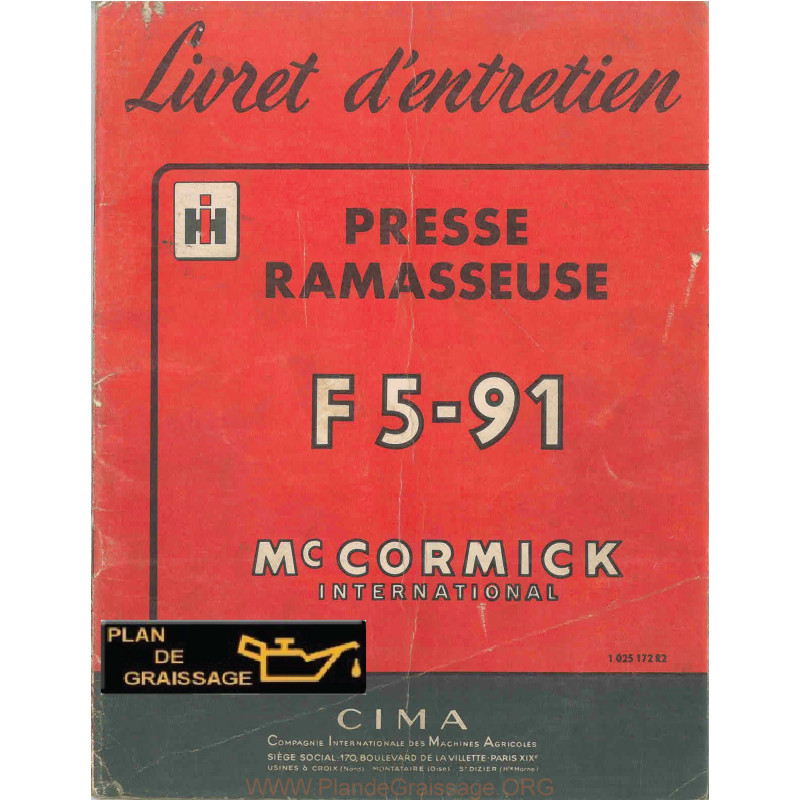 Livret d'entretien
IH
PRESSE
RAMASSEUSE
F 5-91
McCORMICK
INTERNATIONAL
1 025 172 R2
PLAN
DE
GRAISSAGE
CIMA
COMPAGNIE INTERNATIONALE DES MACHINES AGRICOLES
SIÈGE SOCIAL: 170, BOULEVARD DE LA VILLETTE - PARIS XIXe
USINES À CROIX (Nord) MONTATAIRE (Oise) St DIZIER (Hte Marne)
www.PlandeGraissage.ORG